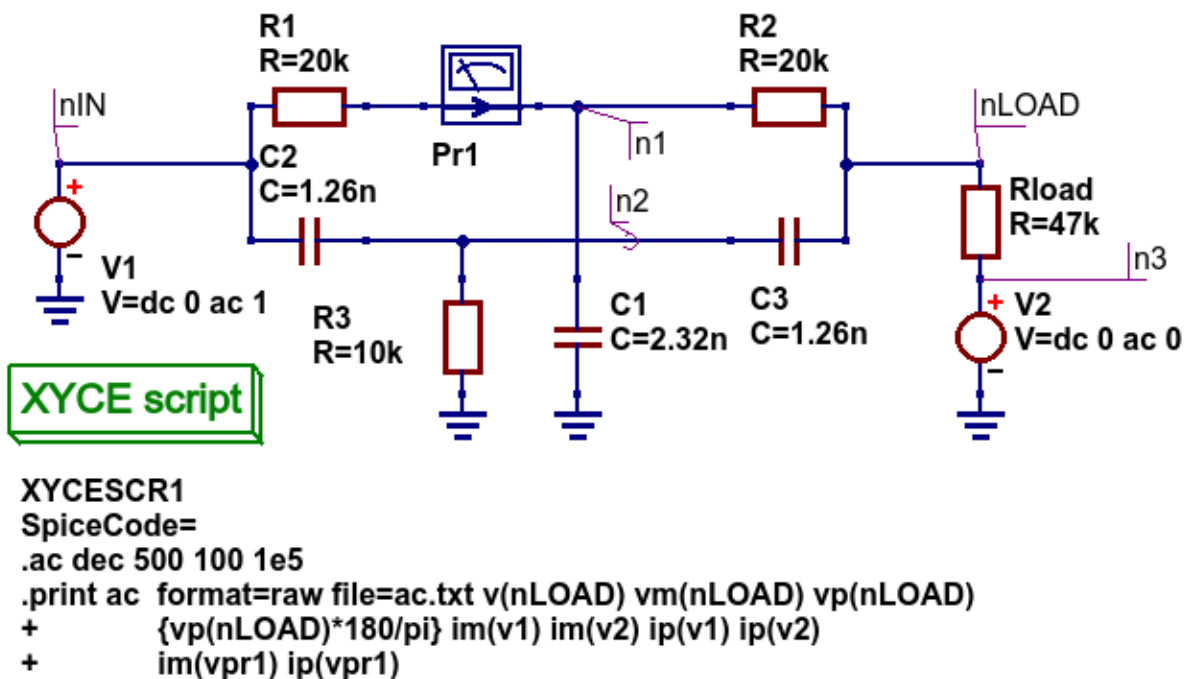 R1
R=20k
R2
R=20k
nIN
nLOAD
Pr1
n1
C2
C=1.26n
n2
Rload
R=47k
n3
+
-
V1
V=dc 0 ac 1
R3
R=10k
C1
C=2.32n
C3
C=1.26n
+
-
V2
V=dc 0 ac 0
XYCE script
XYCESCR1
SpiceCode=
.ac dec 500 100 1e5
.print ac  format=raw file=ac.txt v(nLOAD) vm(nLOAD) vp(nLOAD)
+ {vp(nLOAD)*180/pi} im(v1) im(v2) ip(v1) ip(v2)
+ im(vpr1) ip(vpr1)